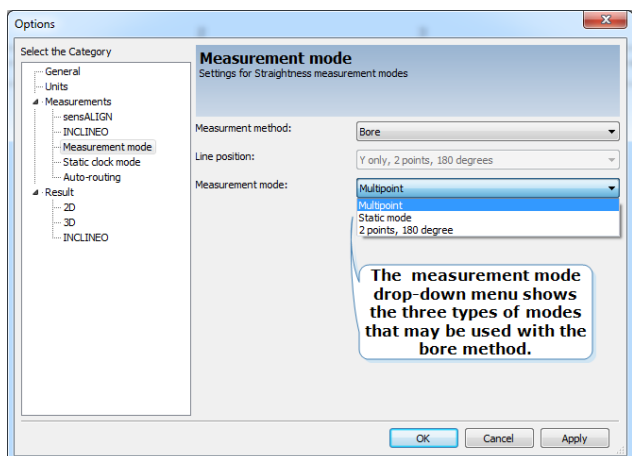 Options
Select the Category
General
Units
Measurements
sensALIGN
INCLINEO
Measurement mode
Static clock mode
Auto-routing
Result
2D
3D
INCLINEO
Measurement mode
Settings for Straightness measurement modes
Measurment method:
Bore
Line position:
Y only, 2 points, 180 degrees
Measurement mode:
Multipoint
Multipoint
Static mode
2 points, 180 degree
The measurement mode
drop-down menu shows
the three types of modes
that may be used with the
bore method.
OK
Cancel
Apply